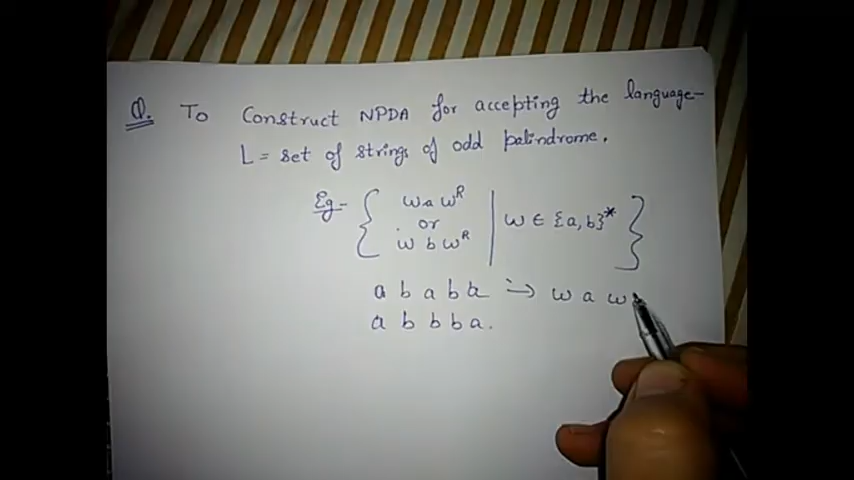 Q. To Construct NPDA for accepting the language-
L = set of strings of odd palindrome.
Eg- { w a w^R
or
w b w^R | w ∈ {a,b}* }
a b a b a → w a w
a b b b a.